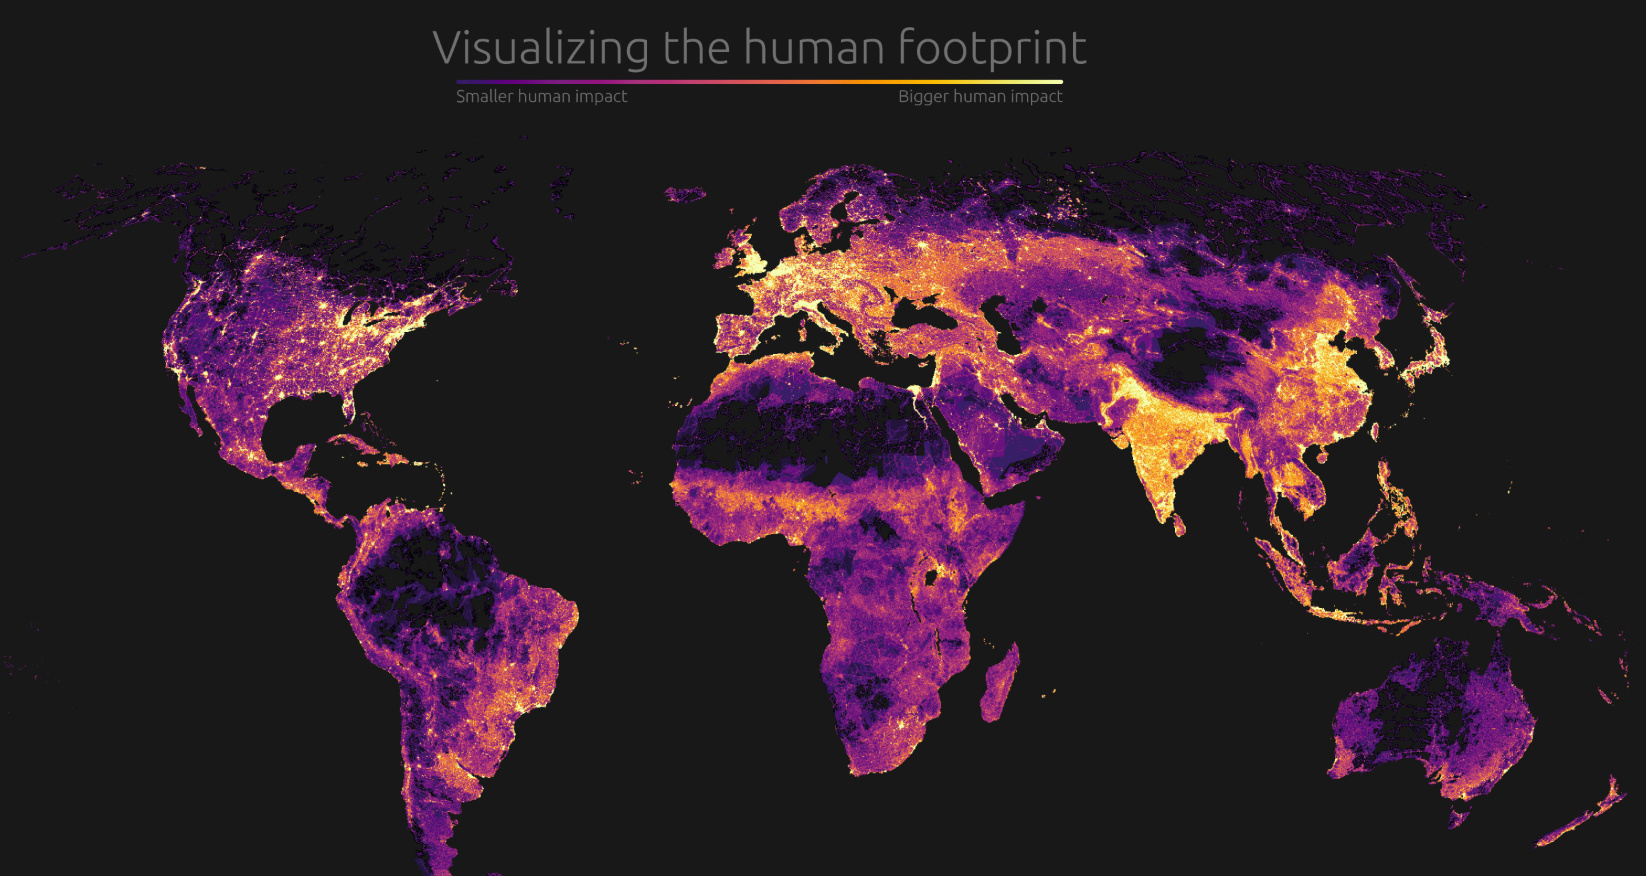 Visualizing the human footprint
Smaller human impact
Bigger human impact